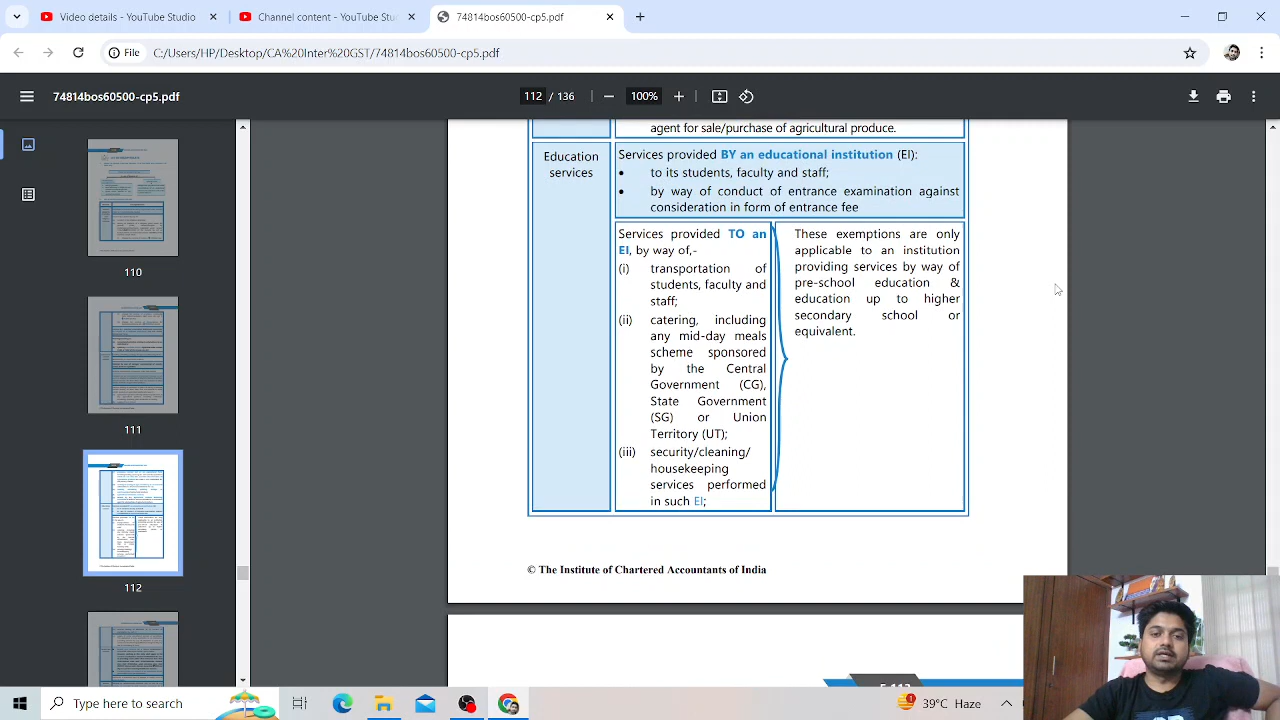 Video details - YouTube Studio
Channel content - YouTube Stu
74814bos60500-cp5.pdf
File
C:/Users/HP/Desktop/CA%20Inter%20GST/74814bos60500-cp5.pdf
74814bos60500-cp5.pdf
112 / 136
100%
110
111
112
agent for sale/purchase of agricultural produce.
Education
services
Services provided BY an educational institution (EI):
• to its students, faculty and staff;
• by way of conduct of entrance examination against
consideration in form of entrance fee
Services provided TO an
EI, by way of,-
(i) transportation of
students, faculty and
staff;
(ii) catering, including
any mid-day meals
scheme sponsored
by the Central
Government (CG),
State Government
(SG) or Union
Territory (UT);
(iii) security/cleaning/
housekeeping
services performed
in such EI;
These exemptions are only
applicable to an institution
providing services by way of
pre-school education &
education up to higher
secondary school or
equivalent.
© The Institute of Chartered Accountants of India
Type here to search
1
39°C Haze